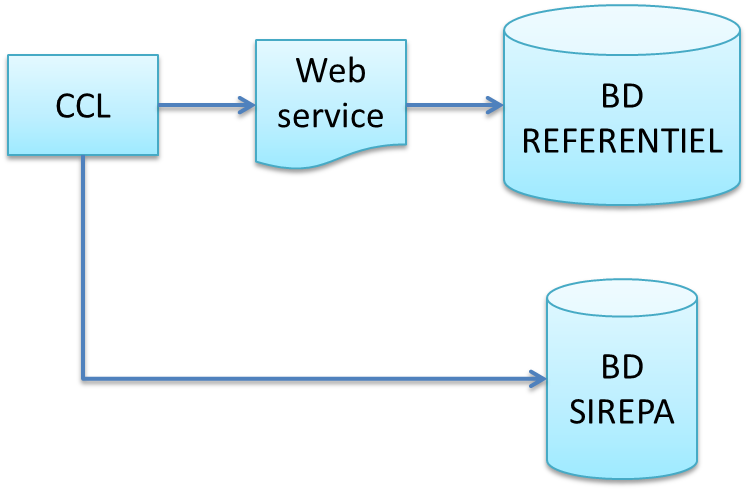 CCL
Web
service
BD
REFERENTIEL
BD
SIREPA